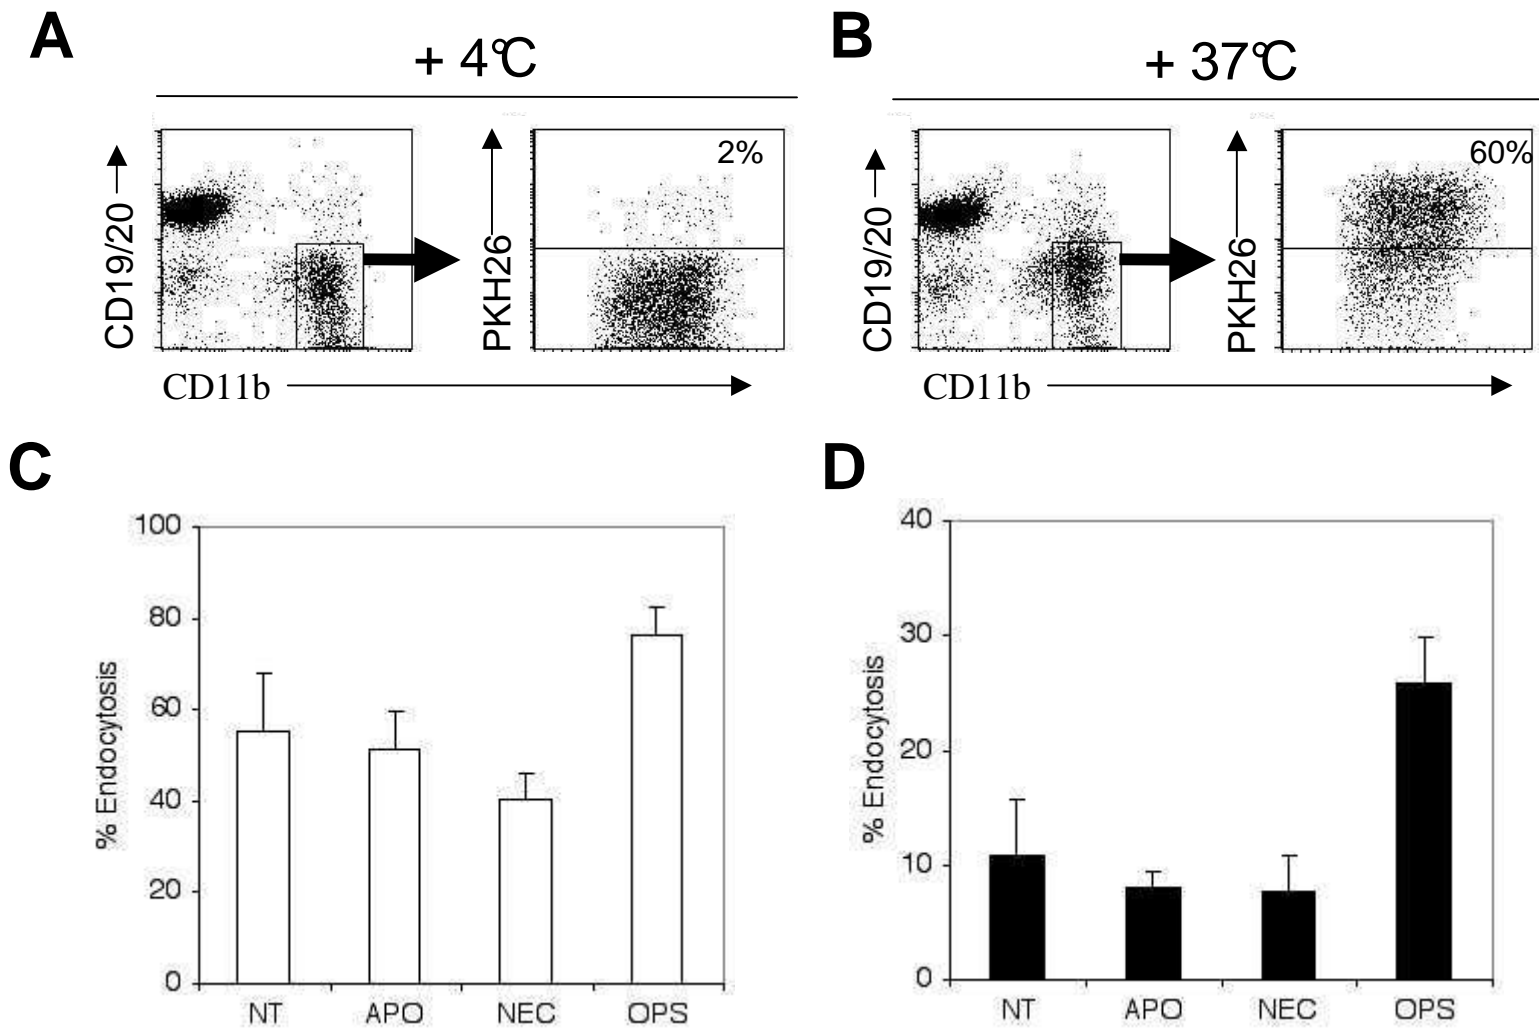 A
+ 4°C
CD19/20
PKH26
2%
CD11b
B
+ 37°C
CD19/20
PKH26
60%
CD11b
C
% Endocytosis
100
80
60
40
20
0
NT APO NEC OPS
D
% Endocytosis
40
30
20
10
0
NT APO NEC OPS